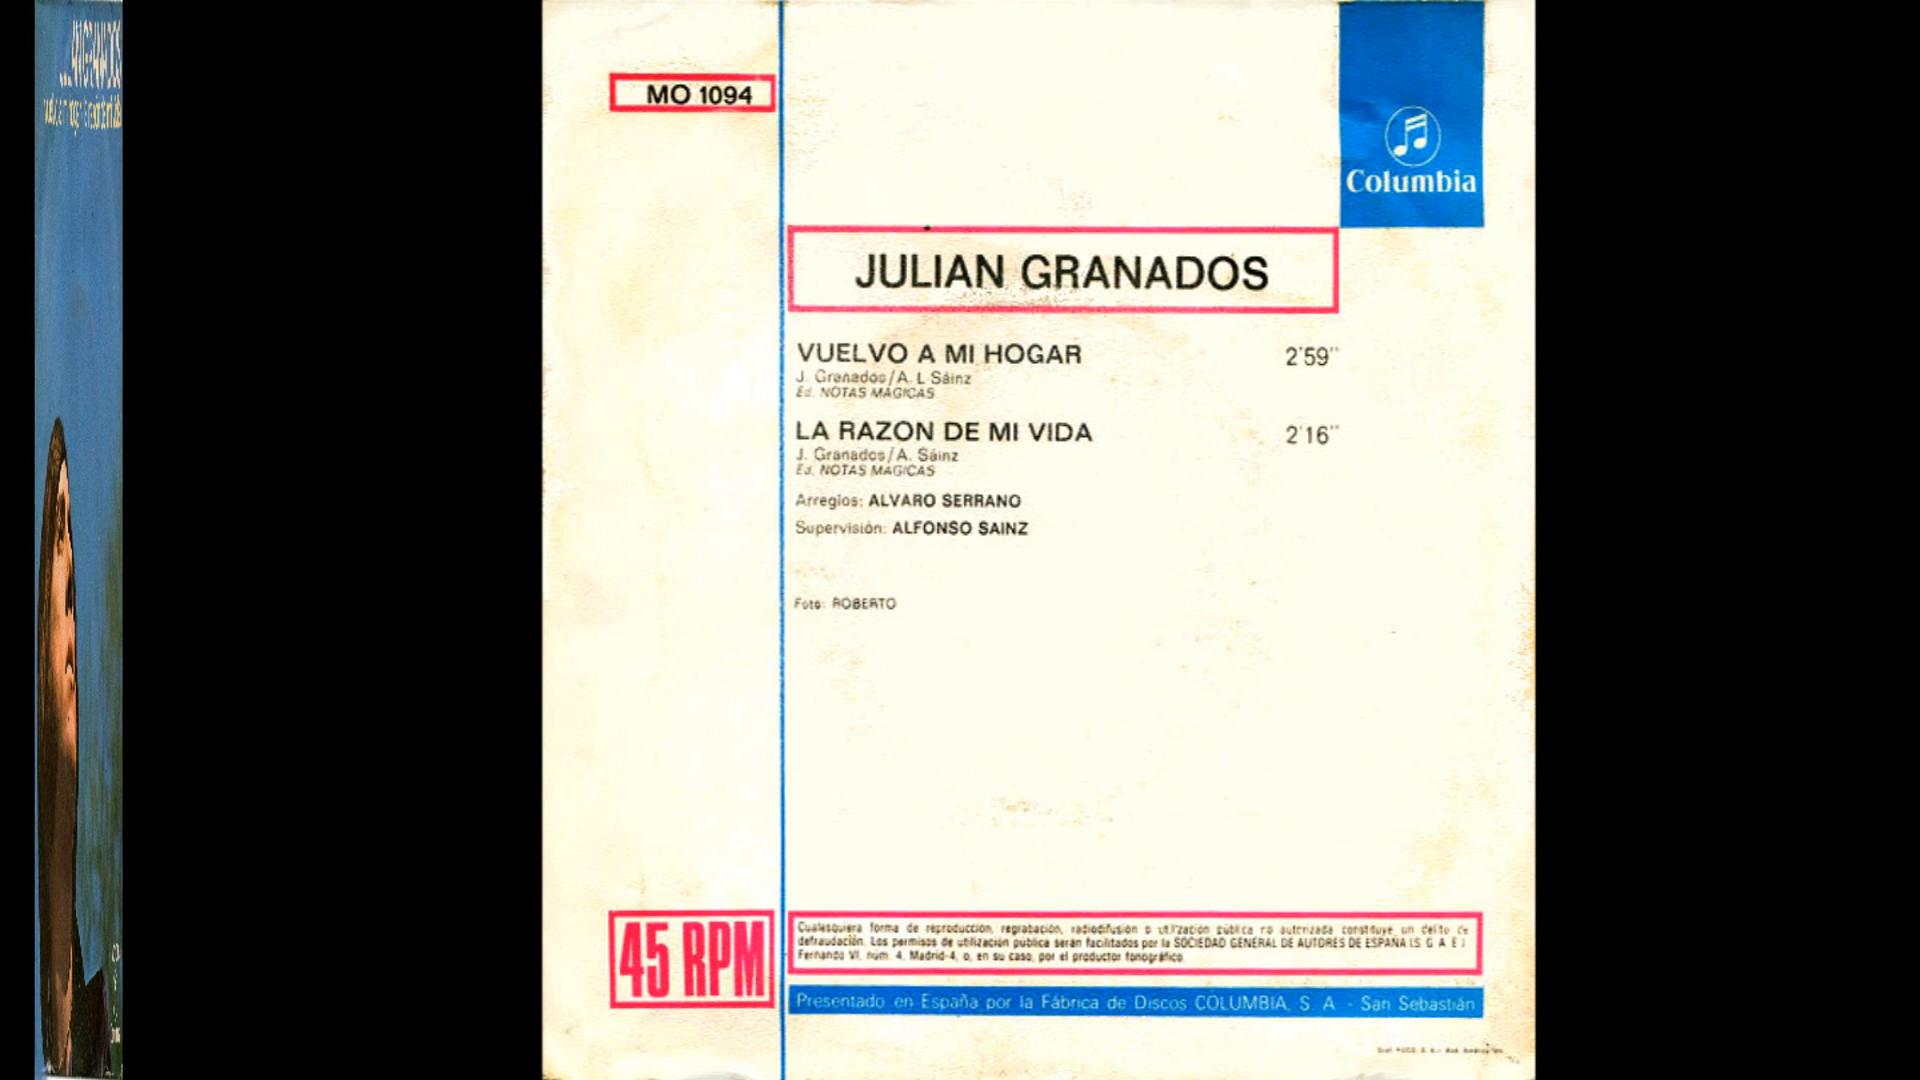 MO 1094
Columbia
JULIAN GRANADOS
VUELVO A MI HOGAR 2'59''
J. Granados/A. L Sáinz
Ed. NOTAS MAGICAS
LA RAZON DE MI VIDA 2'16''
J. Granados/A. Sáinz
Ed. NOTAS MAGICAS
Arreglos: ALVARO SERRANO
Supervisión: ALFONSO SAINZ
Foto: ROBERTO
45 RPM
Cualesquiera forma de reproducción, regrabación, radiodifusión o utilización pública no autorizada constituye un delito de
defraudación. Los permisos de utilización publica serán facilitados por la SOCIEDAD GENERAL DE AUTORES DE ESPAÑA (S. G. A. E.)
Fernando VI, núm. 4, Madrid-4, o, en su caso, por el productor fonográfico
Presentado en España por la Fábrica de Discos COLUMBIA, S. A. - San Sebastián